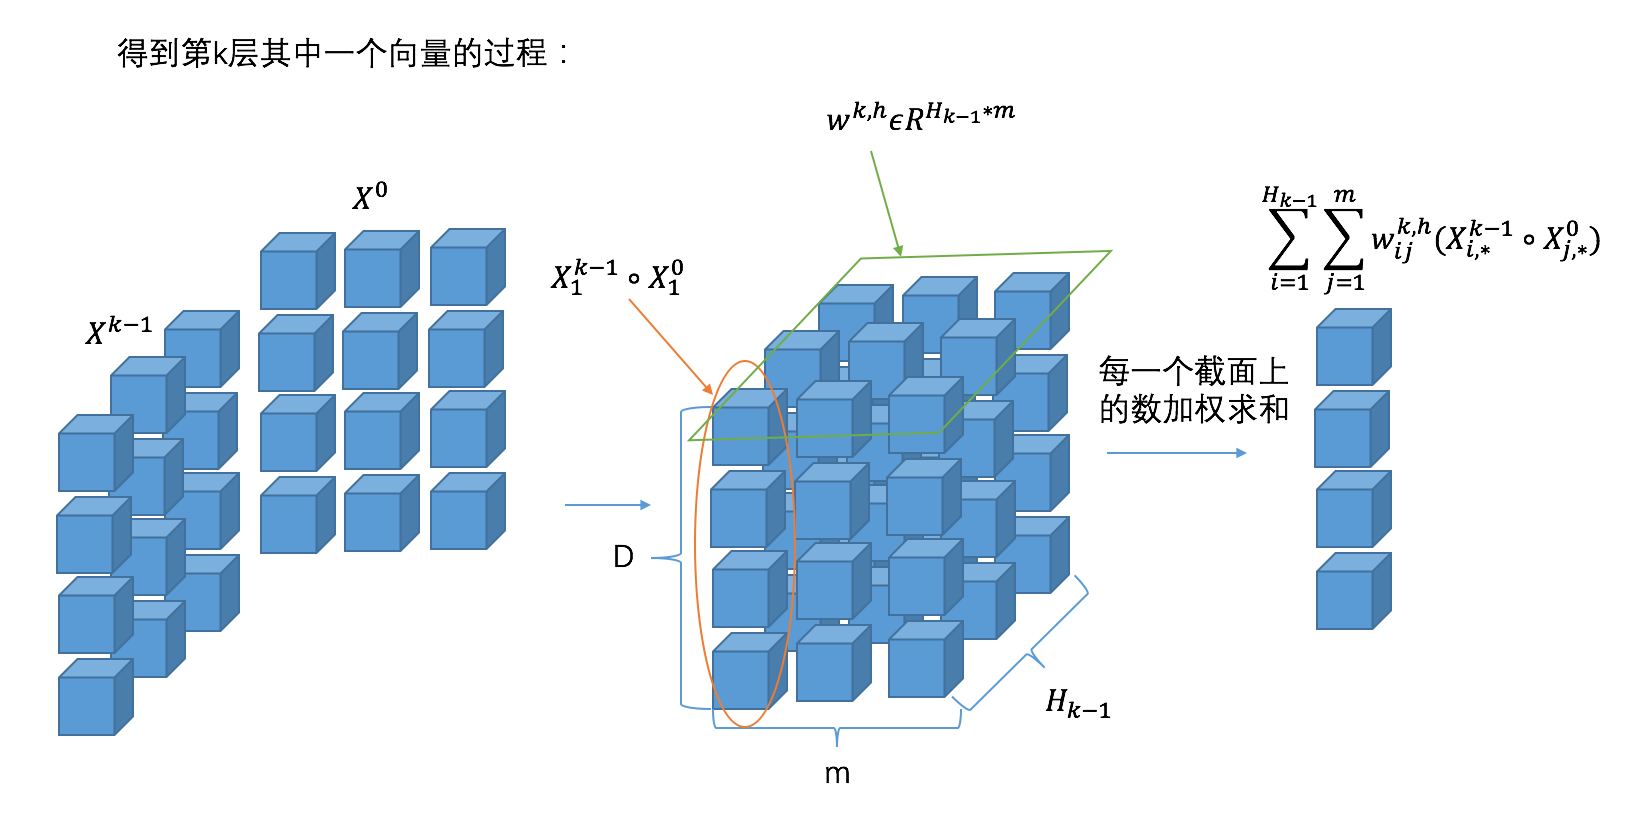 得到第k层其中一个向量的过程：
$w^{k,h} \epsilon R^{H_{k-1}*m}$
$X^0$
$\sum_{i=1}^{H_{k-1}} \sum_{j=1}^{m} w_{ij}^{k,h} (X_{i,*}^{k-1} \circ X_{j,*}^{0})$
$X_1^{k-1} \circ X_1^0$
$X^{k-1}$
每一个截面上
的数加权求和
D
$H_{k-1}$
m